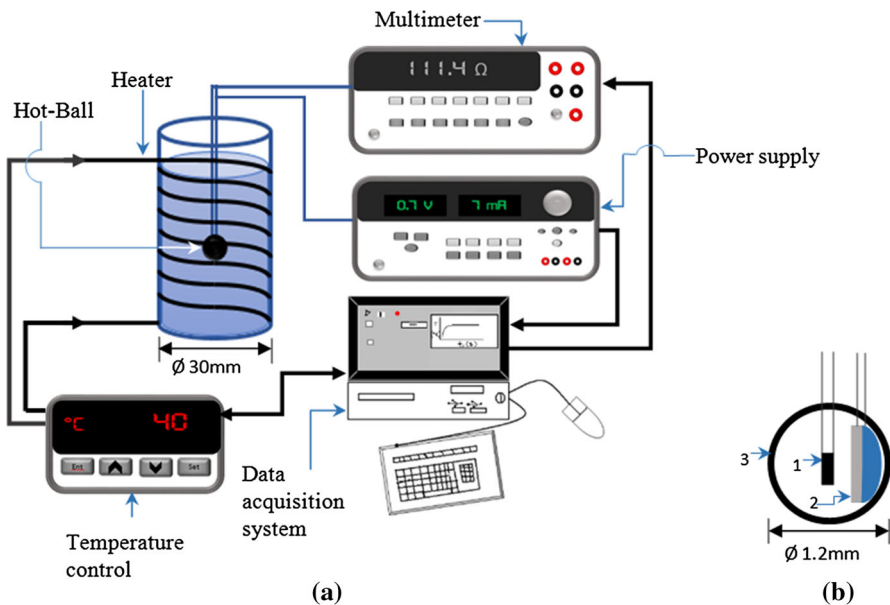 Multimeter
111.4 Ω
Heater
Hot-Ball
Power supply
0.7 V 7 mA
Ø 30mm
°C 40
Ent Set
Data
acquisition
system
Temperature
control
3
1
2
Ø 1.2mm
(a)
(b)